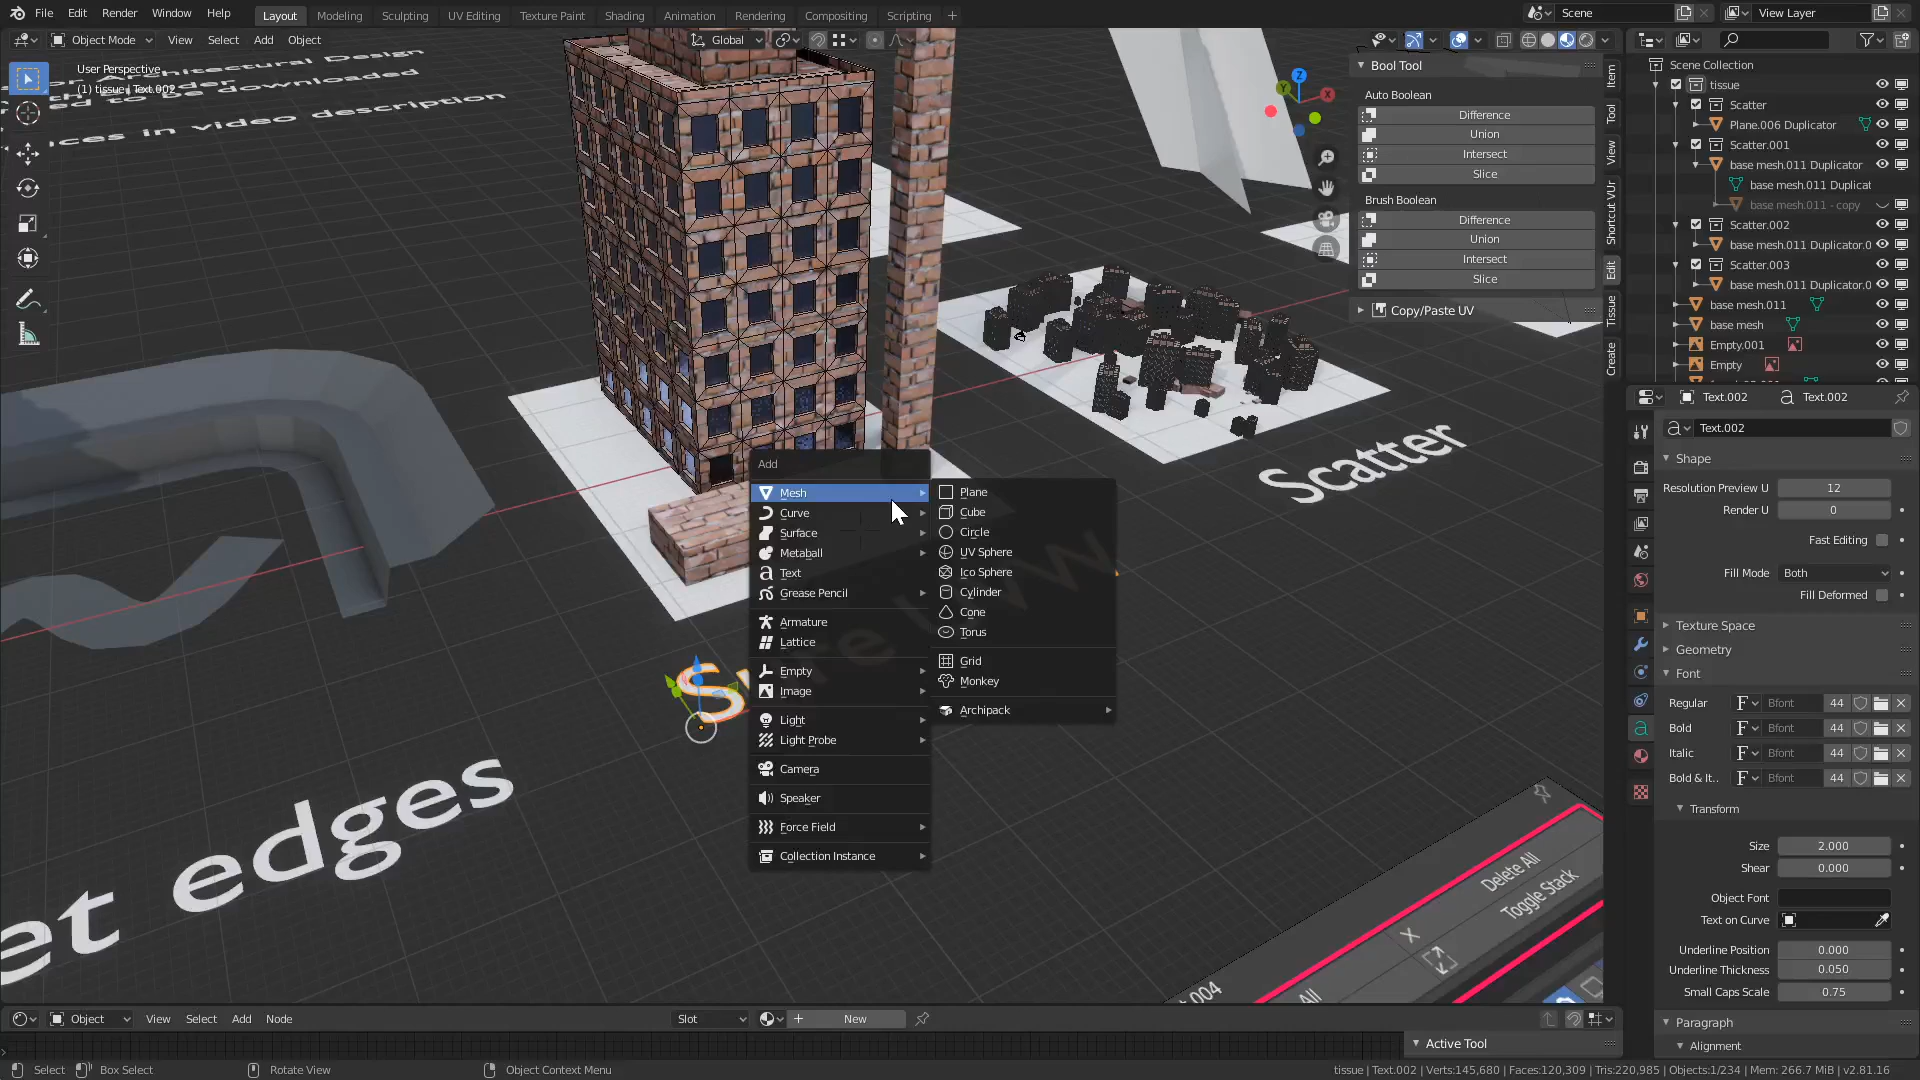 File Edit Render Window Help Layout Modeling Sculpting UV Editing Texture Paint Shading Animation Rendering Compositing Scripting + Scene View Layer
Object Mode View Select Add Object Global
User Perspective
(1) tissue | Text.002
Architectural Design
to be downloaded
in video description
Scatter
et edges
Add
Mesh
Curve
Surface
Metaball
Text
Grease Pencil
Armature
Lattice
Empty
Image
Light
Light Probe
Camera
Speaker
Force Field
Collection Instance
Plane
Cube
Circle
UV Sphere
Ico Sphere
Cylinder
Cone
Torus
Grid
Monkey
Archipack
Delete All
Toggle Stack
Z
Y
X
Bool Tool
Auto Boolean
Difference
Union
Intersect
Slice
Brush Boolean
Difference
Union
Intersect
Slice
Copy/Paste UV
Item
Tool
View
Shortcut VUr
Edit
Tissue
Create
Scene Collection
tissue
Scatter
Plane.006 Duplicator
Scatter.001
base mesh.011 Duplicator
base mesh.011 Duplicat
base mesh.011 - copy
Scatter.002
base mesh.011 Duplicator.0
Scatter.003
base mesh.011 Duplicator.0
base mesh.011
base mesh
Empty.001
Empty
Text.002 Text.002
Text.002
Shape
Resolution Preview U 12
Render U 0
Fast Editing
Fill Mode Both
Fill Deformed
Texture Space
Geometry
Font
Regular F Bfont 44
Bold F Bfont 44
Italic F Bfont 44
Bold & It.. F Bfont 44
Transform
Size 2.000
Shear 0.000
Object Font
Text on Curve
Underline Position 0.000
Underline Thickness 0.050
Small Caps Scale 0.75
Paragraph
Alignment
Object View Select Add Node Slot + New
Active Tool
Select Box Select Rotate View Object Context Menu tissue | Text.002 | Verts:145,680 | Faces:120,309 | Tris:220,985 | Objects:1/234 | Mem: 266.7 MiB | v2.81.16